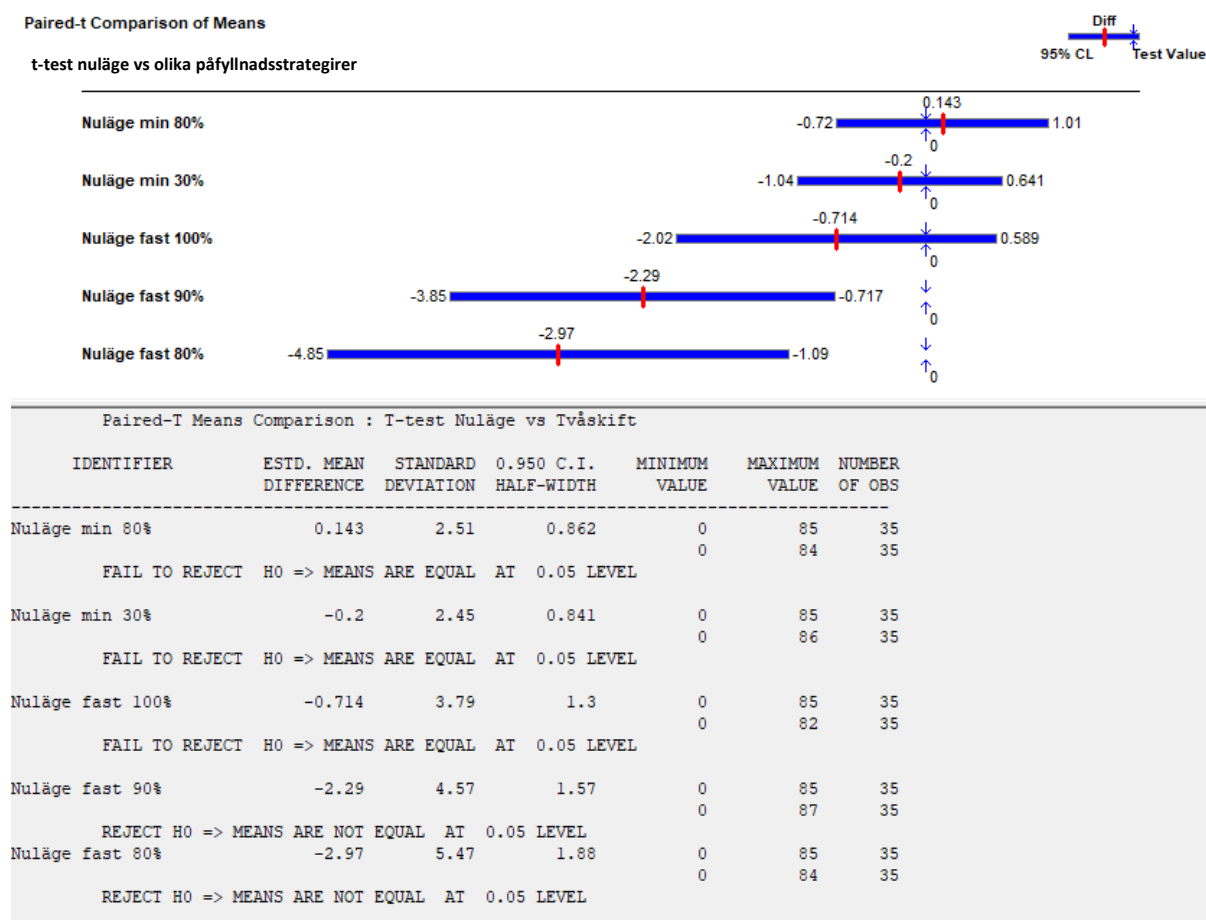 Paired-t Comparison of Means
Diff
95% CL Test Value
t-test nuläge vs olika påfyllnadsstrategirer
0.143
Nuläge min 80% -0.72 1.01
0
-0.2
Nuläge min 30% -1.04 0.641
0
-0.714
Nuläge fast 100% -2.02 0.589
0
-2.29
Nuläge fast 90% -3.85 -0.717
0
-2.97
Nuläge fast 80% -4.85 -1.09
0
Paired-T Means Comparison : T-test Nuläge vs Tvåskift
IDENTIFIER ESTD. MEAN STANDARD 0.950 C.I. MINIMUM MAXIMUM NUMBER
DIFFERENCE DEVIATION HALF-WIDTH VALUE VALUE OF OBS
Nuläge min 80% 0.143 2.51 0.862 0 85 35
0 84 35
FAIL TO REJECT H0 => MEANS ARE EQUAL AT 0.05 LEVEL
Nuläge min 30% -0.2 2.45 0.841 0 85 35
0 86 35
FAIL TO REJECT H0 => MEANS ARE EQUAL AT 0.05 LEVEL
Nuläge fast 100% -0.714 3.79 1.3 0 85 35
0 82 35
FAIL TO REJECT H0 => MEANS ARE EQUAL AT 0.05 LEVEL
Nuläge fast 90% -2.29 4.57 1.57 0 85 35
0 87 35
REJECT H0 => MEANS ARE NOT EQUAL AT 0.05 LEVEL
Nuläge fast 80% -2.97 5.47 1.88 0 85 35
0 84 35
REJECT H0 => MEANS ARE NOT EQUAL AT 0.05 LEVEL